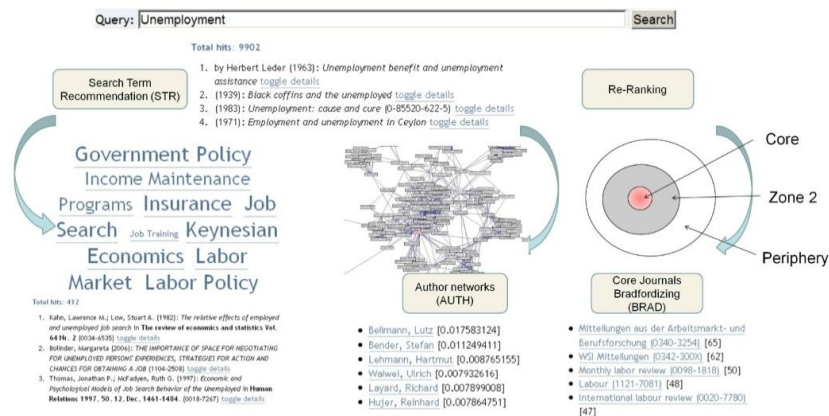 Query: Unemployment Search
Total hits: 9902
1. by Herbert Leder (1963): Unemployment benefit and unemployment
assistance toggle details
2. (1939): Black coffins and the unemployed toggle details
3. (1983): Unemployment: cause and cure (0-85520-622-5) toggle details
4. (1971): Employment and unemployment in Ceylon toggle details
Search Term
Recommendation (STR)
Re-Ranking
Government Policy
Income Maintenance
Programs Insurance Job
Search Job Training Keynesian
Economics Labor
Market Labor Policy
Core
Zone 2
Periphery
Total hits: 412
1. Kahn, Lawrence M.; Low, Stuart A. (1982): The relative effects of employed
and unemployed job search in The review of economics and statistics Vol.
64 Nr. 2 (0034-6535) toggle details
2. Bolinder, Margareta (2006): THE IMPORTANCE OF SPACE FOR NEGOTIATING
FOR UNEMPLOYED PERSONS' EXPERIENCES, STRATEGIES FOR ACTION AND
CHANCES FOR OBTAINING A JOB (1104-2508) toggle details
3. Thomas, Jonathan P.; McFadyen, Ruth G. (1997): Economic and
Psychological Models of Job Search Behavior of the Unemployed in Human
Relations 1997, 50, 12, Dec, 1461-1484. (0018-7267) toggle details
Author networks
(AUTH)
• Bellmann, Lutz [0.017583124]
• Bender, Stefan [0.011249411]
• Lehmann, Hartmut [0.008765155]
• Walwei, Ulrich [0.007932616]
• Layard, Richard [0.007899008]
• Hujer, Reinhard [0.007864751]
Core Journals
Bradfordizing
(BRAD)
• Mitteilungen aus der Arbeitsmarkt- und
Berufsforschung (0340-3254) [65]
• WSI Mitteilungen (0342-300X) [62]
• Monthly labor review (0098-1818) [50]
• Labour (1121-7081) [48]
• International labour review (0020-7780)
[47]